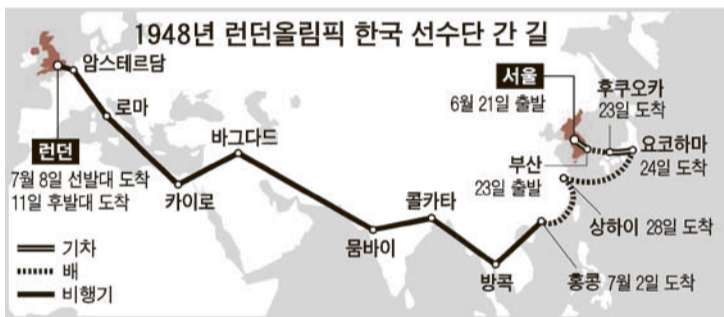 1948년 런던올림픽 한국 선수단 간 길
암스테르담
로마
런던
7월 8일 선발대 도착
11일 후발대 도착
카이로
바그다드
뭄바이
콜카타
방콕
홍콩 7월 2일 도착
상하이 28일 도착
서울
6월 21일 출발
부산
23일 출발
후쿠오카
23일 도착
요코하마
24일 도착
기차
배
비행기